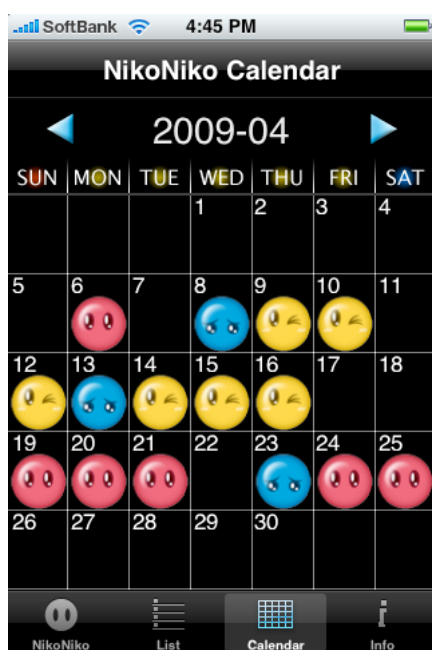 SoftBank 4:45 PM
NikoNiko Calendar
2009-04
SUN MON TUE WED THU FRI SAT
1 2 3 4
5 6 7 8 9 10 11
12 13 14 15 16 17 18
19 20 21 22 23 24 25
26 27 28 29 30
NikoNiko List Calendar Info